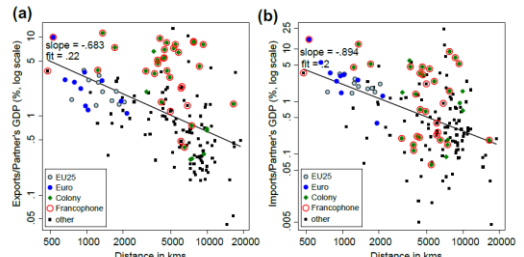 (a)
Exports/Partner's GDP (%, log scale)
10
5
1
.5
.1
.05
slope = -.683
fit = .22
EU25
Euro
Colony
Francophone
other
500
1000
2000
5000
10000
20000
Distance in kms
(b)
Imports/Partner's GDP (%, log scale)
25
10
5
1
.5
.1
.05
.005
slope = -.894
fit = .2
EU25
Euro
Colony
Francophone
other
500
1000
2000
5000
10000
20000
Distance in kms